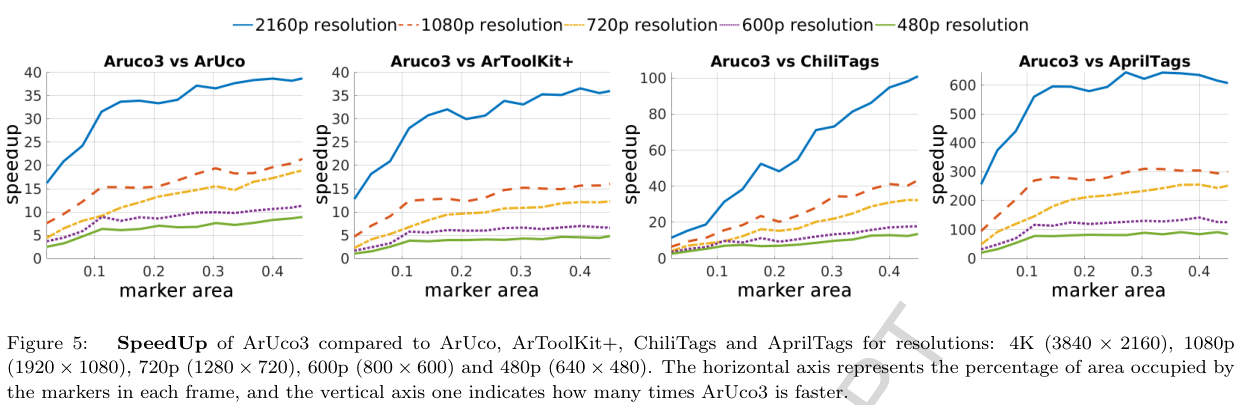 2160p resolution 1080p resolution 720p resolution 600p resolution 480p resolution
Aruco3 vs ArUco
40
35
30
25
20
15
10
5
0
0.1 0.2 0.3 0.4
speedup
marker area
Aruco3 vs ArToolKit+
40
35
30
25
20
15
10
5
0
0.1 0.2 0.3 0.4
speedup
marker area
Aruco3 vs ChiliTags
100
80
60
40
20
0
0.1 0.2 0.3 0.4
speedup
marker area
Aruco3 vs AprilTags
600
500
400
300
200
100
0
0.1 0.2 0.3 0.4
speedup
marker area
Figure 5: SpeedUp of ArUco3 compared to ArUco, ArToolKit+, ChiliTags and AprilTags for resolutions: 4K (3840 × 2160), 1080p
(1920 × 1080), 720p (1280 × 720), 600p (800 × 600) and 480p (640 × 480). The horizontal axis represents the percentage of area occupied by
the markers in each frame, and the vertical axis one indicates how many times ArUco3 is faster.
PT